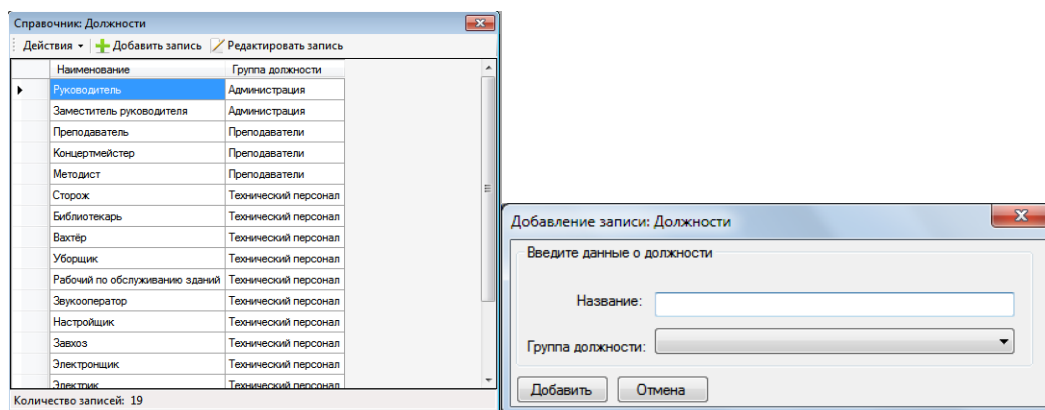 Справочник: Должности
Действия Добавить запись Редактировать запись
Наименование Группа должности
Руководитель Администрация
Заместитель руководителя Администрация
Преподаватель Преподаватели
Концертмейстер Преподаватели
Методист Преподаватели
Сторож Технический персонал
Библиотекарь Технический персонал
Вахтёр Технический персонал
Уборщик Технический персонал
Рабочий по обслуживанию зданий Технический персонал
Звукооператор Технический персонал
Настройщик Технический персонал
Завхоз Технический персонал
Электронщик Технический персонал
Электрик Технический персонал
Количество записей: 19
Добавление записи: Должности
Введите данные о должности
Название:
Группа должности:
Добавить Отмена